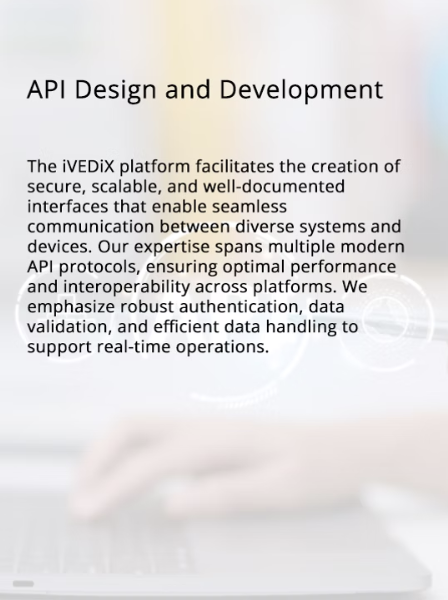 API Design and Development
The iVEDiX platform facilitates the creation of
secure, scalable, and well-documented
interfaces that enable seamless
communication between diverse systems and
devices. Our expertise spans multiple modern
API protocols, ensuring optimal performance
and interoperability across platforms. We
emphasize robust authentication, data
validation, and efficient data handling to
support real-time operations.